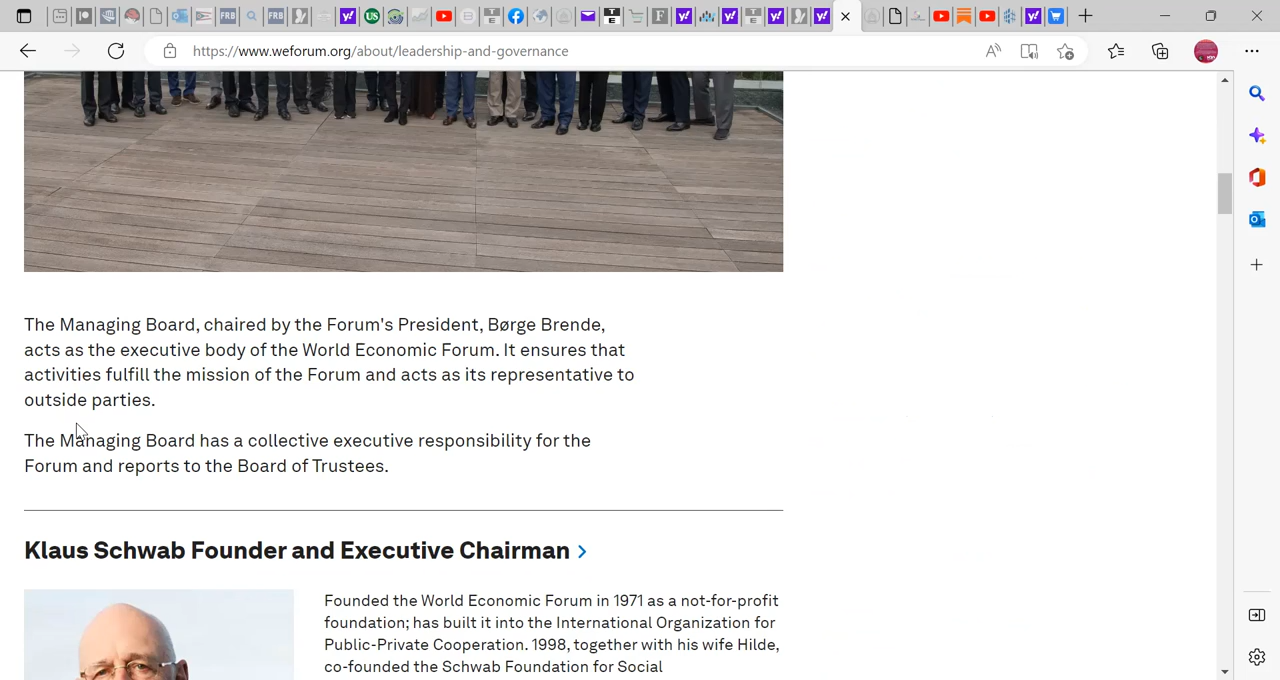 https://www.weforum.org/about/leadership-and-governance
The Managing Board, chaired by the Forum's President, Børge Brende,
acts as the executive body of the World Economic Forum. It ensures that
activities fulfill the mission of the Forum and acts as its representative to
outside parties.
The Managing Board has a collective executive responsibility for the
Forum and reports to the Board of Trustees.
Klaus Schwab Founder and Executive Chairman
Founded the World Economic Forum in 1971 as a not-for-profit
foundation; has built it into the International Organization for
Public-Private Cooperation. 1998, together with his wife Hilde,
co-founded the Schwab Foundation for Social